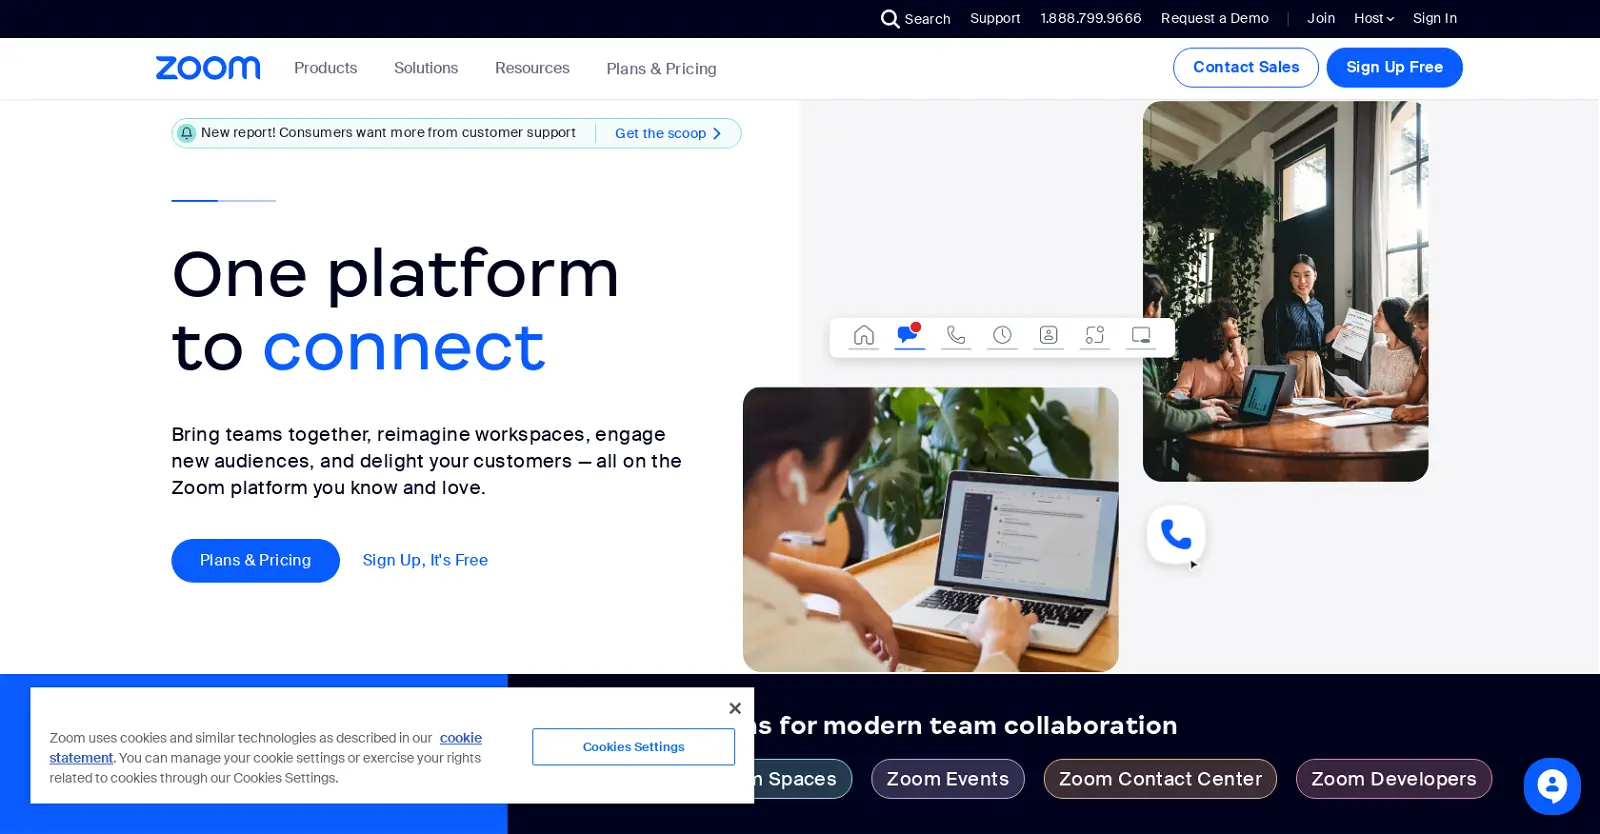 Search
Support
1.888.799.9666
Request a Demo
Join
Host
Sign In
zoom
Products
Solutions
Resources
Plans & Pricing
Contact Sales
Sign Up Free
New report! Consumers want more from customer support
Get the scoop
One platform
to connect
Bring teams together, reimagine workspaces, engage
new audiences, and delight your customers — all on the
Zoom platform you know and love.
Plans & Pricing
Sign Up, It's Free
for modern team collaboration
Spaces
Zoom Events
Zoom Contact Center
Zoom Developers
Zoom uses cookies and similar technologies as described in our cookie
statement. You can manage your cookie settings or exercise your rights
related to cookies through our Cookies Settings.
Cookies Settings